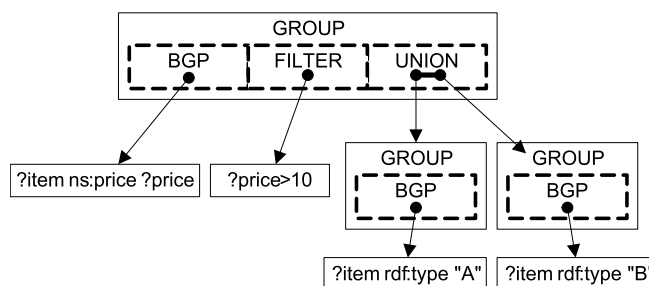 GROUP
BGP FILTER UNION
?item ns:price ?price ?price>10
GROUP GROUP
BGP BGP
?item rdf:type "A" ?item rdf:type "B"